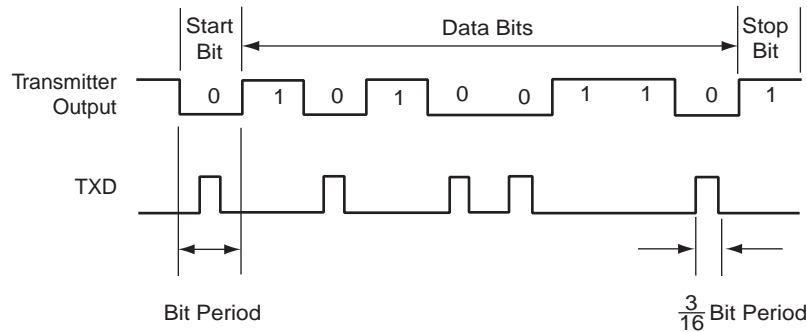 Start
Bit
Data Bits
Stop
Bit
Transmitter
Output
0 1 0 1 0 0 1 1 0 1
TXD
Bit Period
3
16 Bit Period